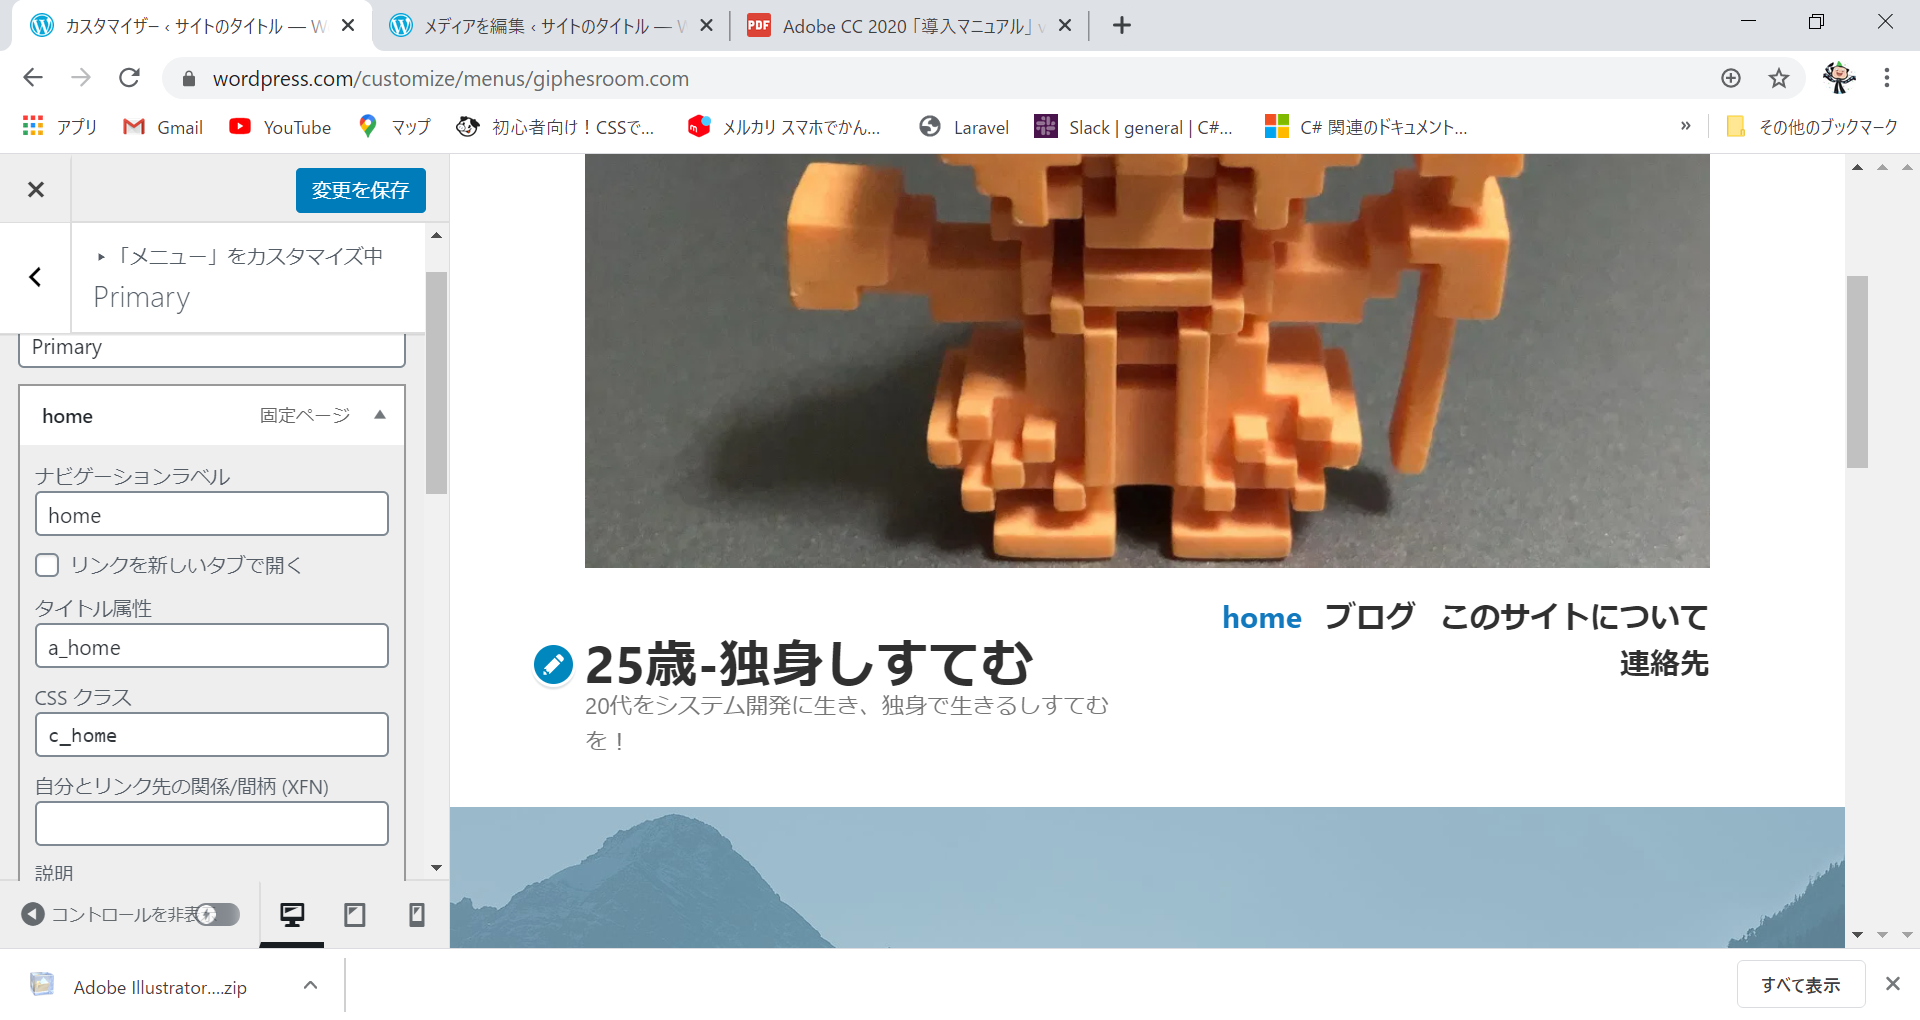 カスタマイザー ‹ サイトのタイトル — W
メディアを編集 ‹ サイトのタイトル — W
PDF Adobe CC 2020「導入マニュアル」v
wordpress.com/customize/menus/giphesroom.com
アプリ
Gmail
YouTube
マップ
初心者向け！CSSで...
メルカリ スマホでかん...
Laravel
Slack | general | C#...
C# 関連のドキュメント...
»
その他のブックマーク
変更を保存
‣「メニュー」をカスタマイズ中
Primary
Primary
home 固定ページ
ナビゲーションラベル
home
リンクを新しいタブで開く
タイトル属性
a_home
CSS クラス
c_home
自分とリンク先の関係/間柄 (XFN)
説明
コントロールを非表
home ブログ このサイトについて
連絡先
25歳-独身しすてむ
20代をシステム開発に生き、独身で生きるしすてむ
を！
Adobe Illustrator....zip
すべて表示